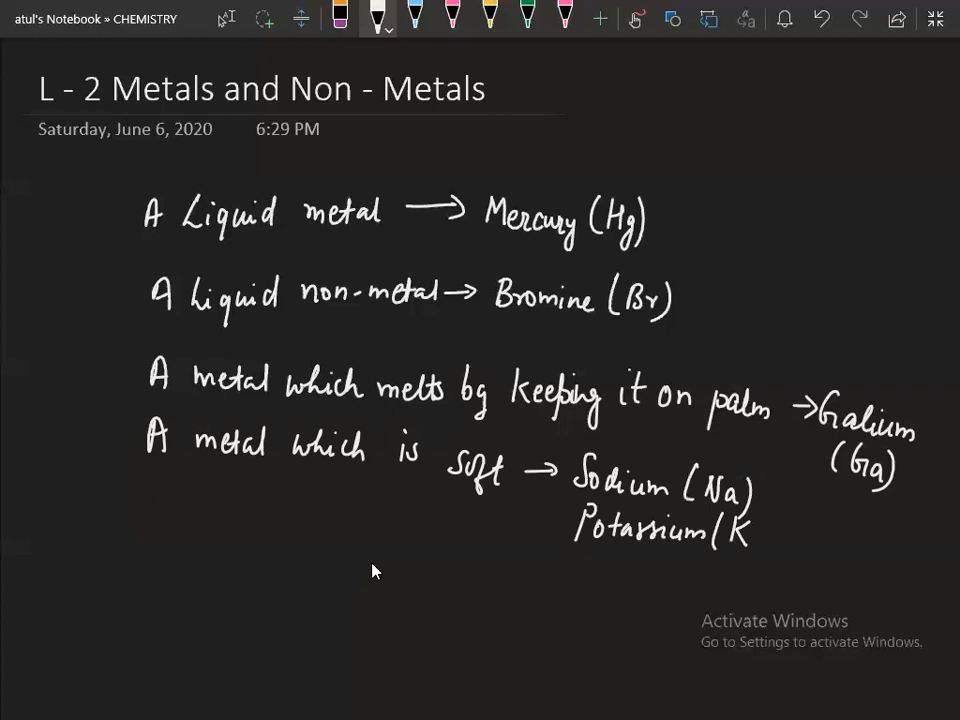 atul's Notebook » CHEMISTRY
L - 2 Metals and Non - Metals
Saturday, June 6, 2020 6:29 PM
A Liquid metal → Mercury (Hg)
A Liquid non-metal → Bromine (Br)
A metal which melts by keeping it on palm → Galium
(Ga)
A metal which is soft → Sodium (Na)
Potassium (K
Activate Windows
Go to Settings to activate Windows.